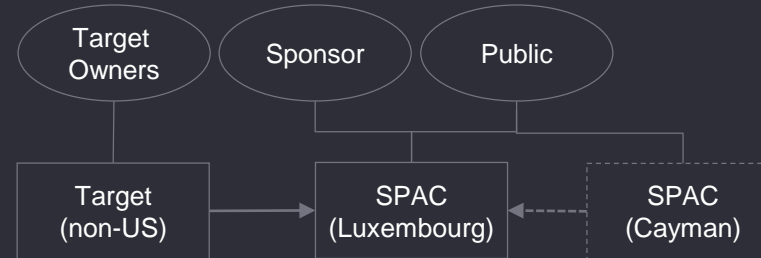 Target
Owners
Sponsor
Public
Target
(non-US)
SPAC
(Luxembourg)
SPAC
(Cayman)